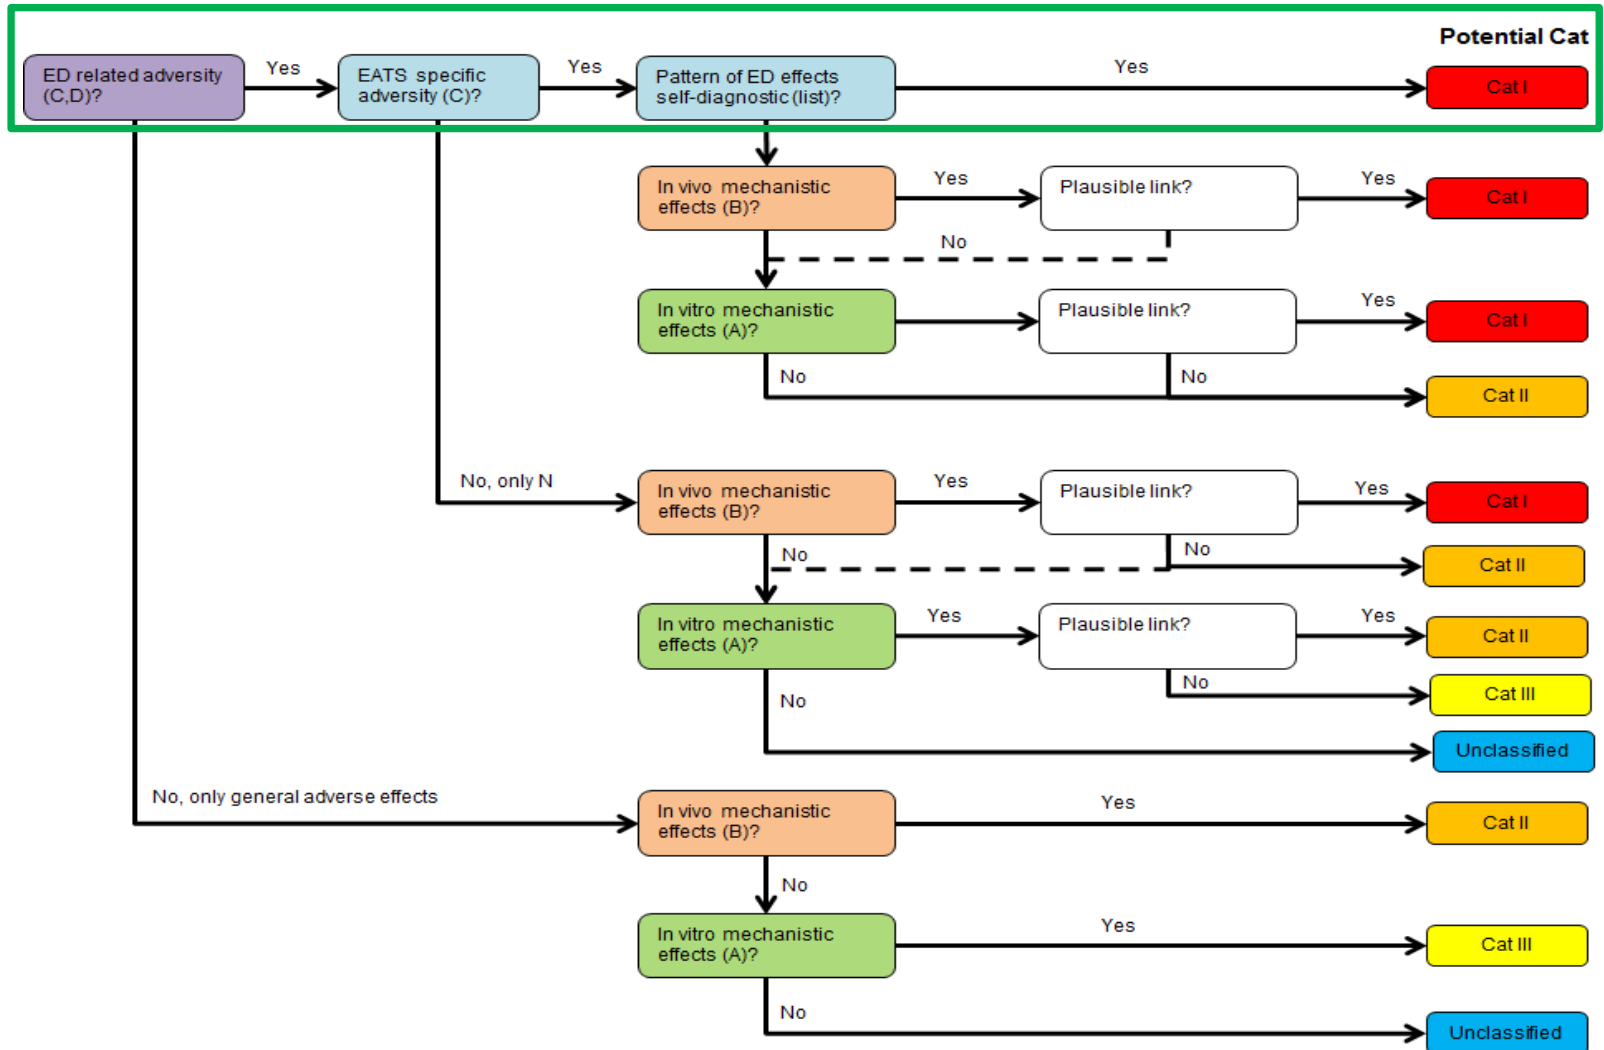 Potential Cat
ED related adversity
(C,D)?
Yes
EATS specific
adversity (C)?
Yes
Pattern of ED effects
self-diagnostic (list)?
Yes
Cat I
In vivo mechanistic
effects (B)?
Yes
Plausible link?
Yes
Cat I
No
In vitro mechanistic
effects (A)?
Plausible link?
Yes
Cat I
No
No
Cat II
No, only N
In vivo mechanistic
effects (B)?
Yes
Plausible link?
Yes
Cat I
No
No
Cat II
In vitro mechanistic
effects (A)?
Yes
Plausible link?
Yes
Cat II
No
Cat III
No
Unclassified
No, only general adverse effects
In vivo mechanistic
effects (B)?
Yes
Cat II
No
In vitro mechanistic
effects (A)?
Yes
Cat III
No
Unclassified